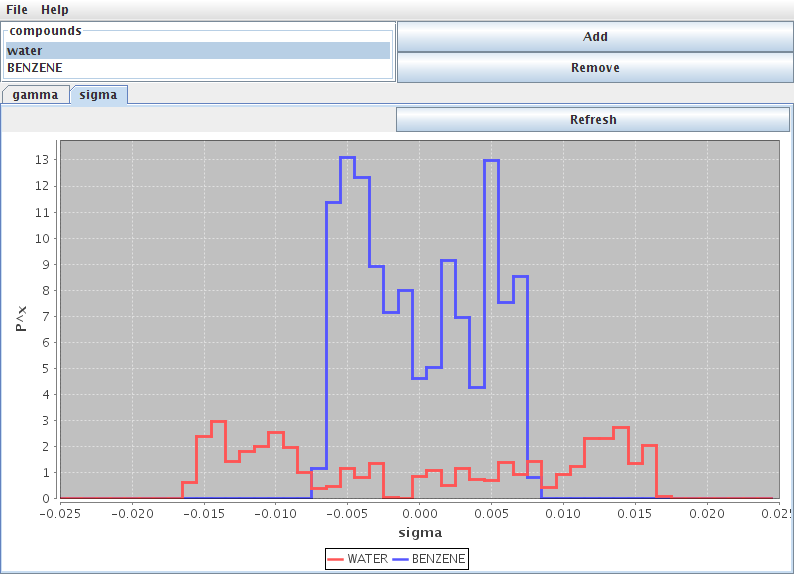 File Help
compounds
water
BENZENE
Add
Remove
gamma sigma
Refresh
P^x
13
12
11
10
9
8
7
6
5
4
3
2
1
0
-0.025 -0.020 -0.015 -0.010 -0.005 0.000 0.005 0.010 0.015 0.020 0.025
sigma
WATER BENZENE